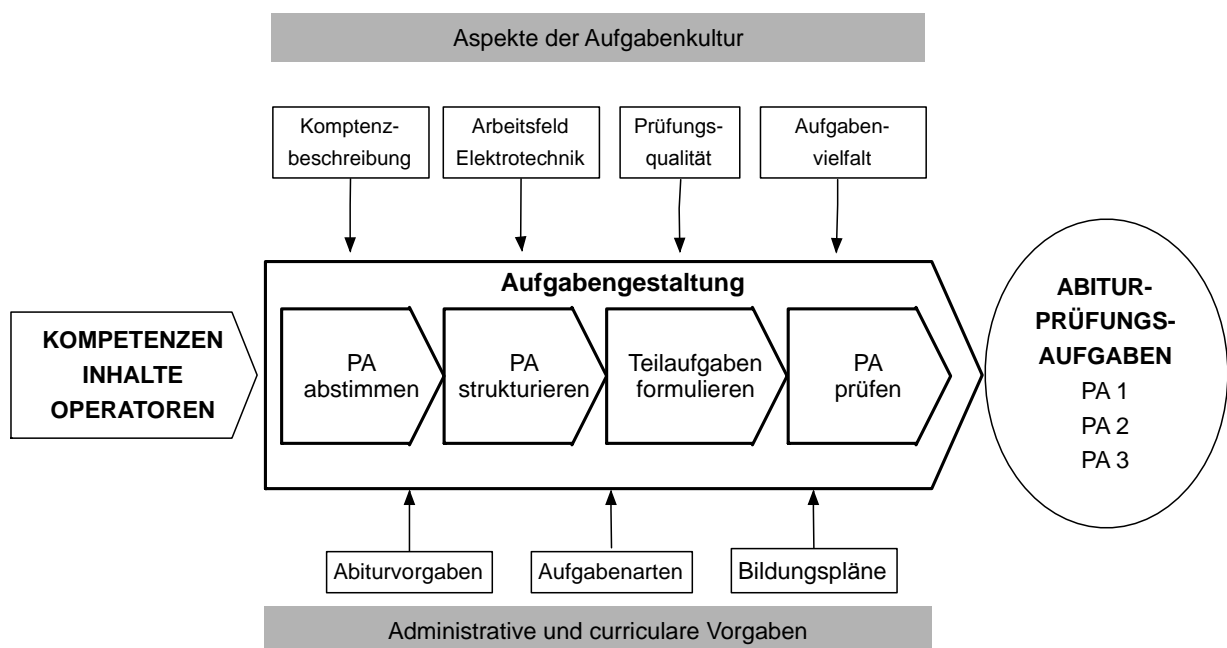 Aspekte der Aufgabenkultur
Komptenz-
beschreibung
Arbeitsfeld
Elektrotechnik
Prüfungs-
qualität
Aufgaben-
vielfalt
Aufgabengestaltung
KOMPETENZEN
INHALTE
OPERATOREN
PA
abstimmen
PA
strukturieren
Teilaufgaben
formulieren
PA
prüfen
ABITUR-
PRÜFUNGS-
AUFGABEN
PA 1
PA 2
PA 3
Abiturvorgaben
Aufgabenarten
Bildungspläne
Administrative und curriculare Vorgaben